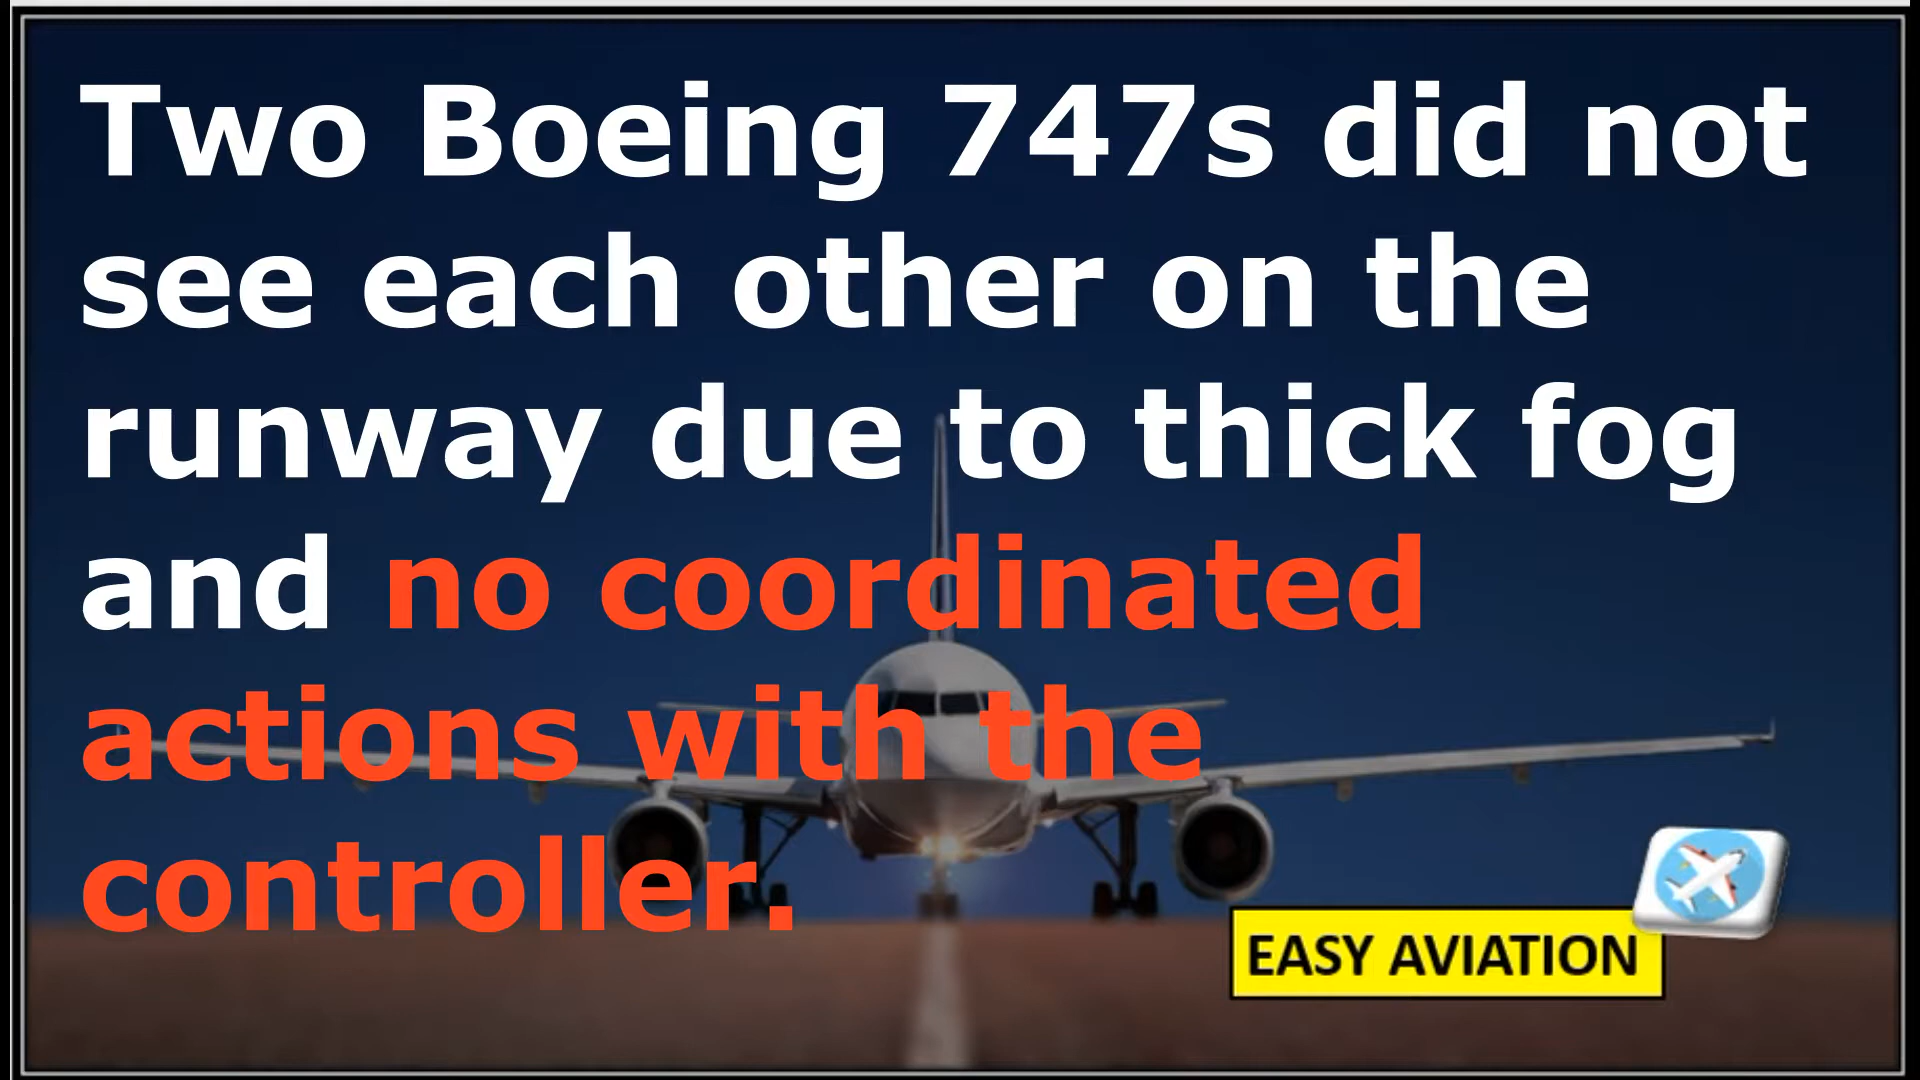 Two Boeing 747s did not
see each other on the
runway due to thick fog
and no coordinated
actions with the
controller.
EASY AVIATION